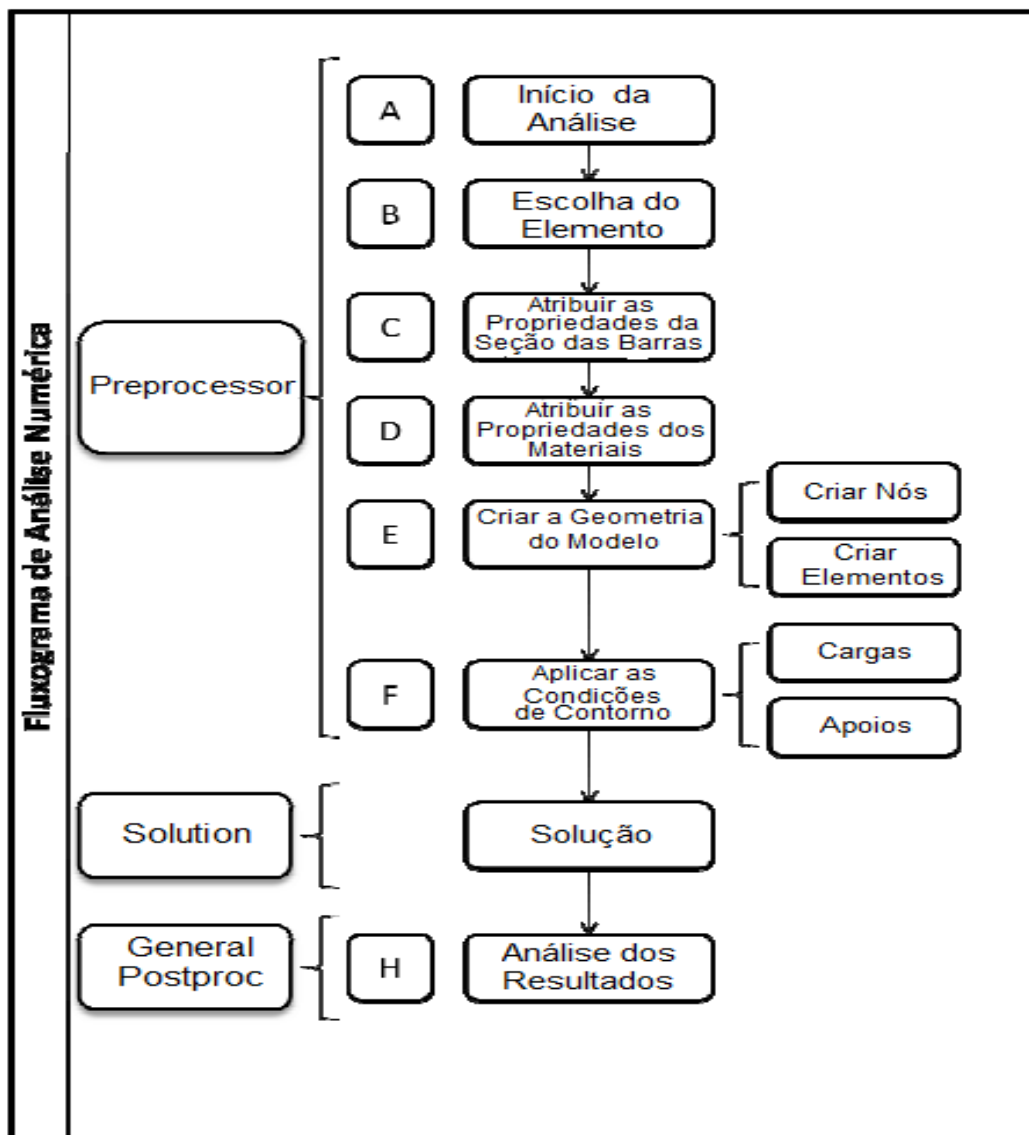 Fluxograma de Análise Numérica
Preprocessor
A
Início da
Análise
B
Escolha do
Elemento
C
Atribuir as
Propriedades da
Seção das Barras
D
Atribuir as
Propriedades dos
Materiais
E
Criar a Geometria
do Modelo
Criar Nós
Criar
Elementos
F
Aplicar as
Condições
de Contorno
Cargas
Apoios
Solution
Solução
General
Postproc
H
Análise dos
Resultados